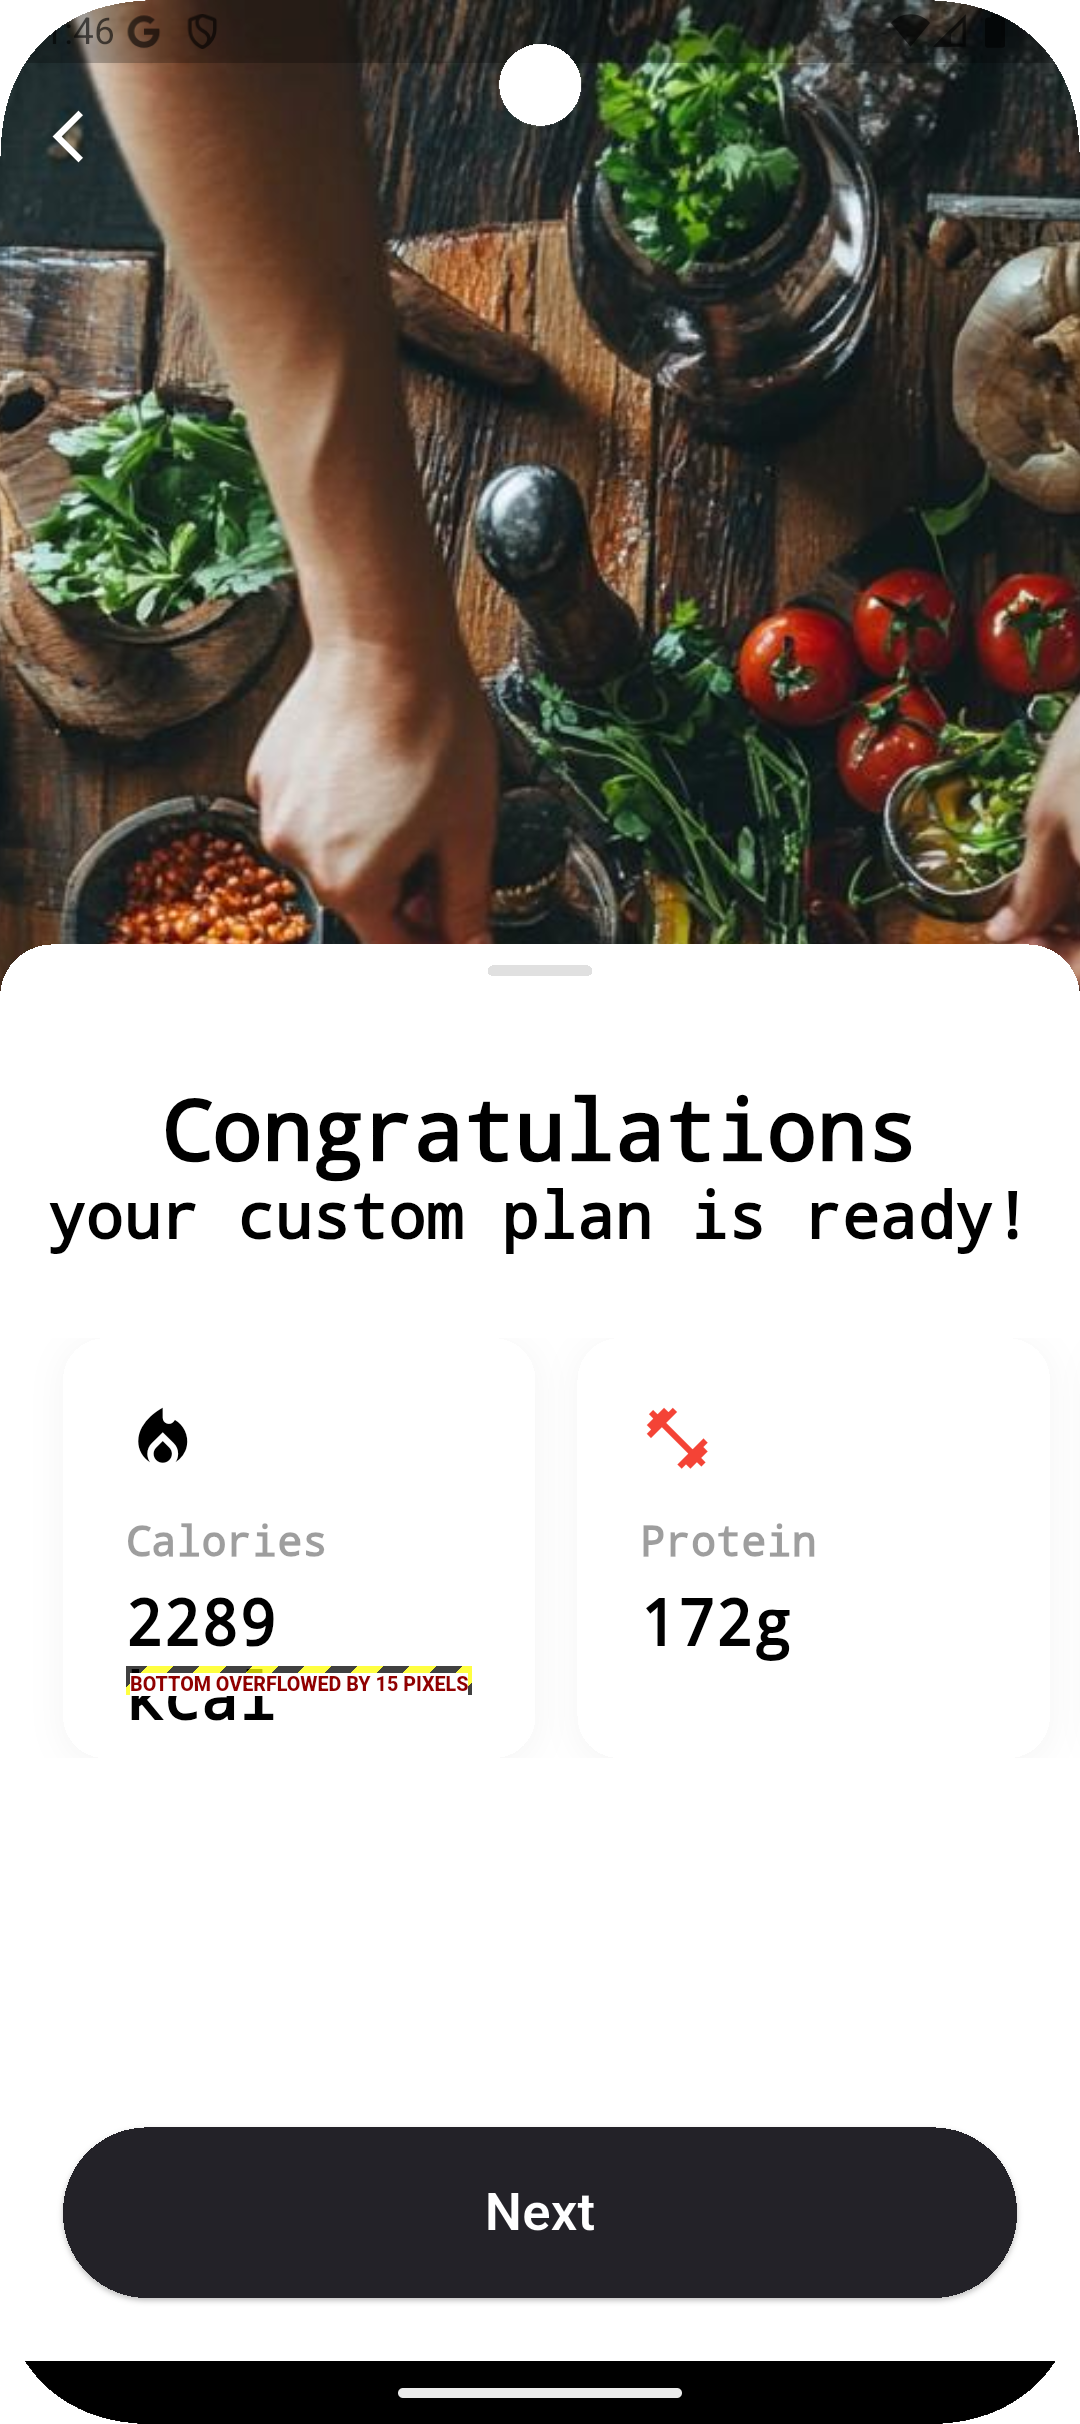 :46
Congratulations
your custom plan is ready!
Calories
2289
kcal
BOTTOM OVERFLOWED BY 15 PIXELS
Protein
172g
Next